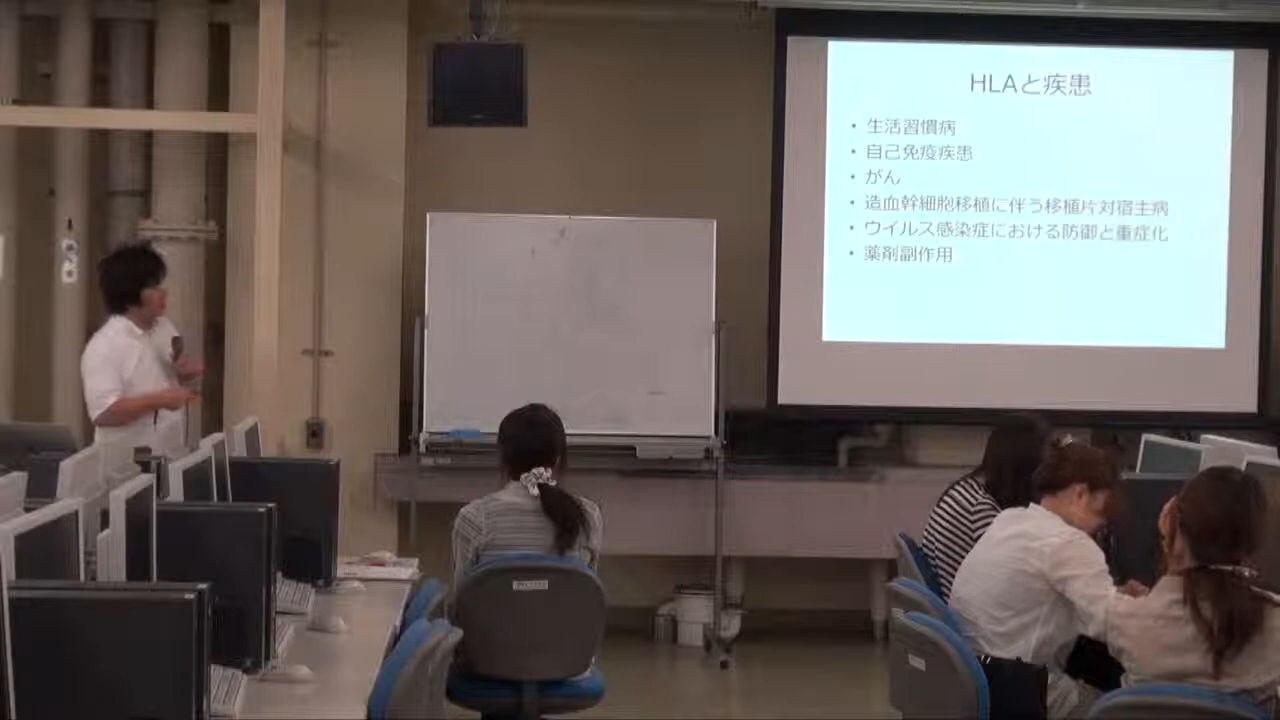 HLAと疾患
• 生活習慣病
• 自己免疫疾患
• がん
• 造血幹細胞移植に伴う移植片対宿主病
• ウイルス感染症における防御と重症化
• 薬剤副作用